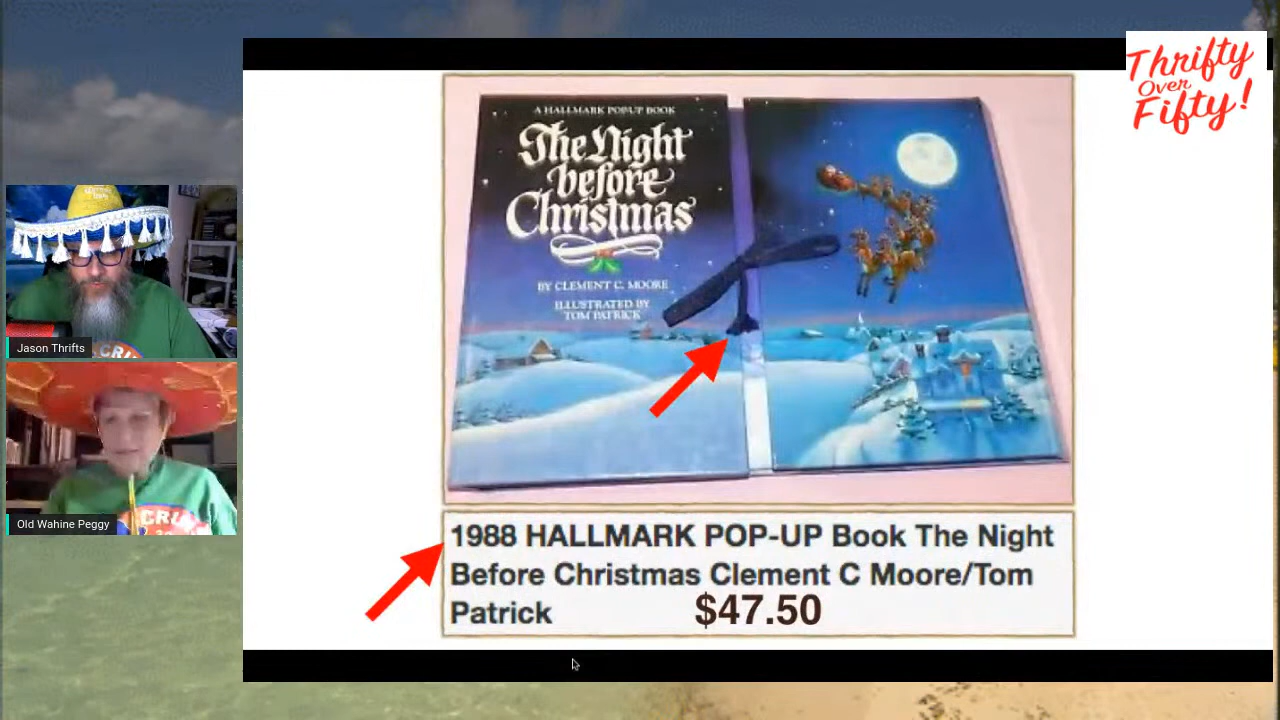 Thrifty
Over
Fifty!
A HALLMARK POP-UP BOOK
The Night
before
Christmas
BY CLEMENT C. MOORE
ILLUSTRATED BY
TOM PATRICK
Jason Thrifts
Old Wahine Peggy
1988 HALLMARK POP-UP Book The Night
Before Christmas Clement C Moore/Tom
Patrick
$47.50